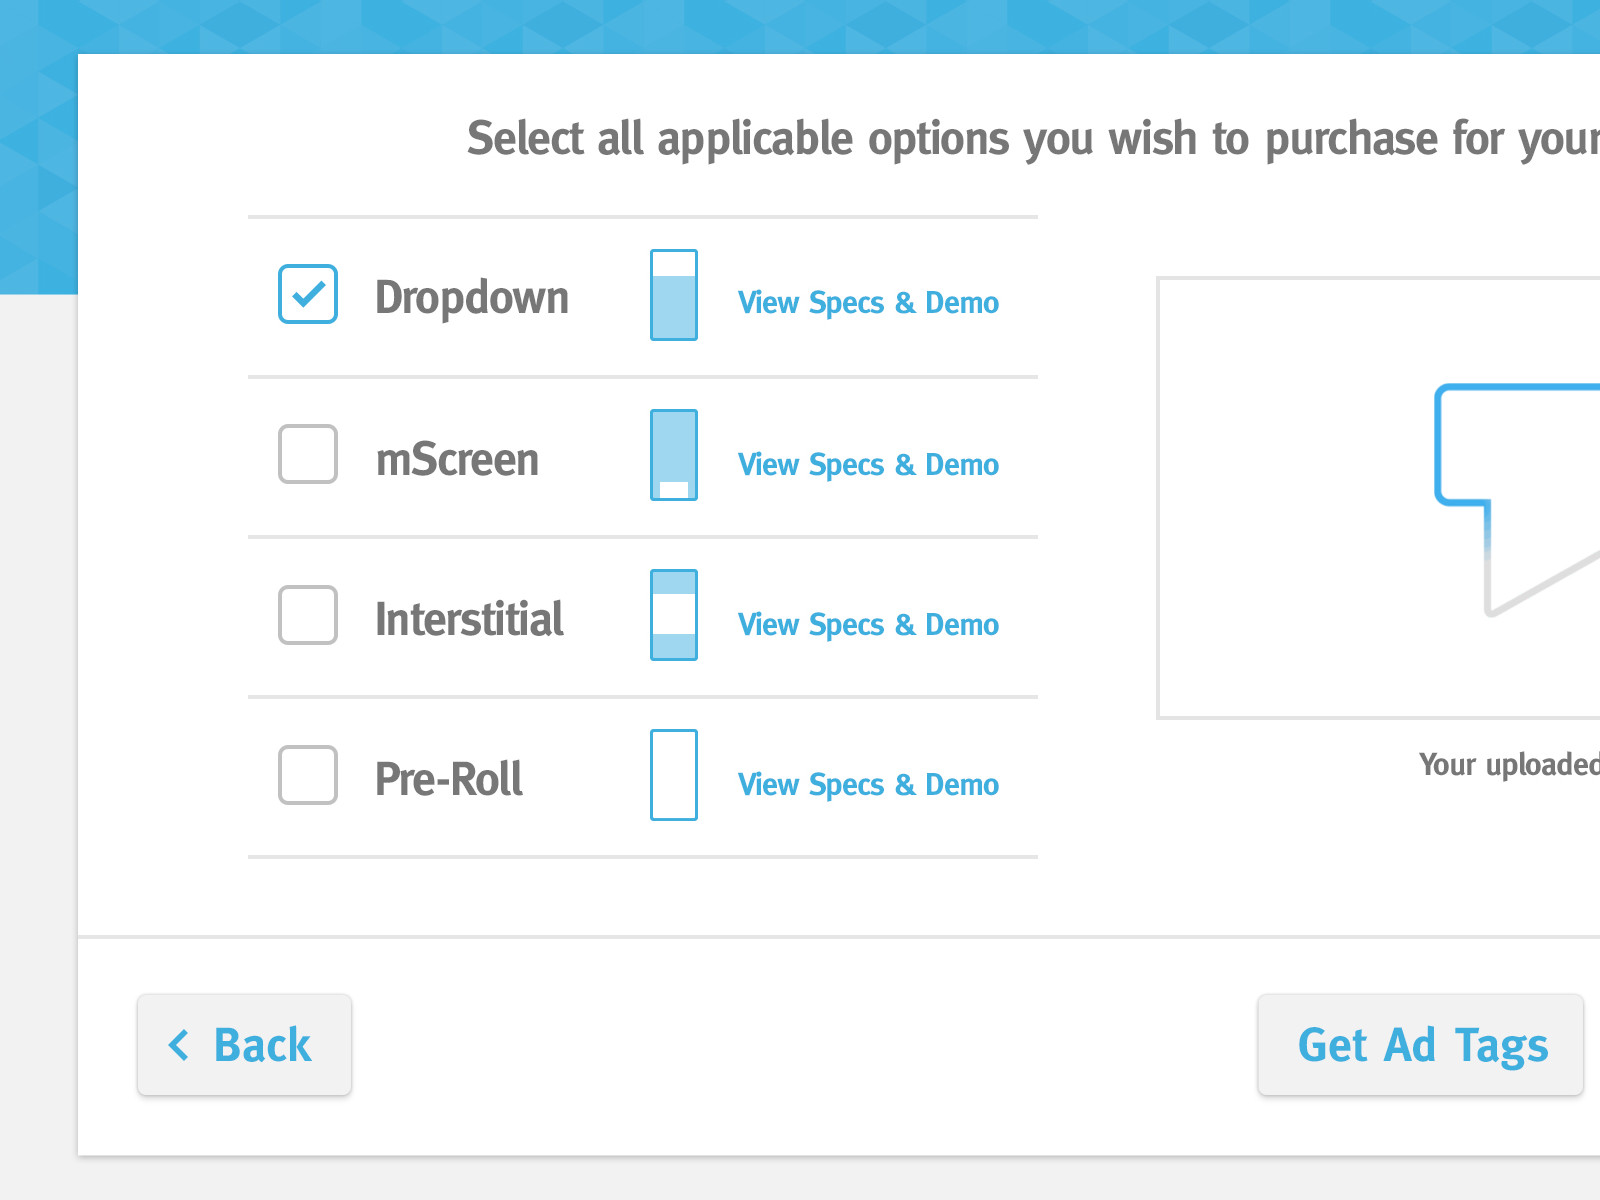 Select all applicable options you wish to purchase for your
Dropdown View Specs & Demo
mScreen View Specs & Demo
Interstitial View Specs & Demo
Pre-Roll View Specs & Demo
Your uploaded
Back Get Ad Tags